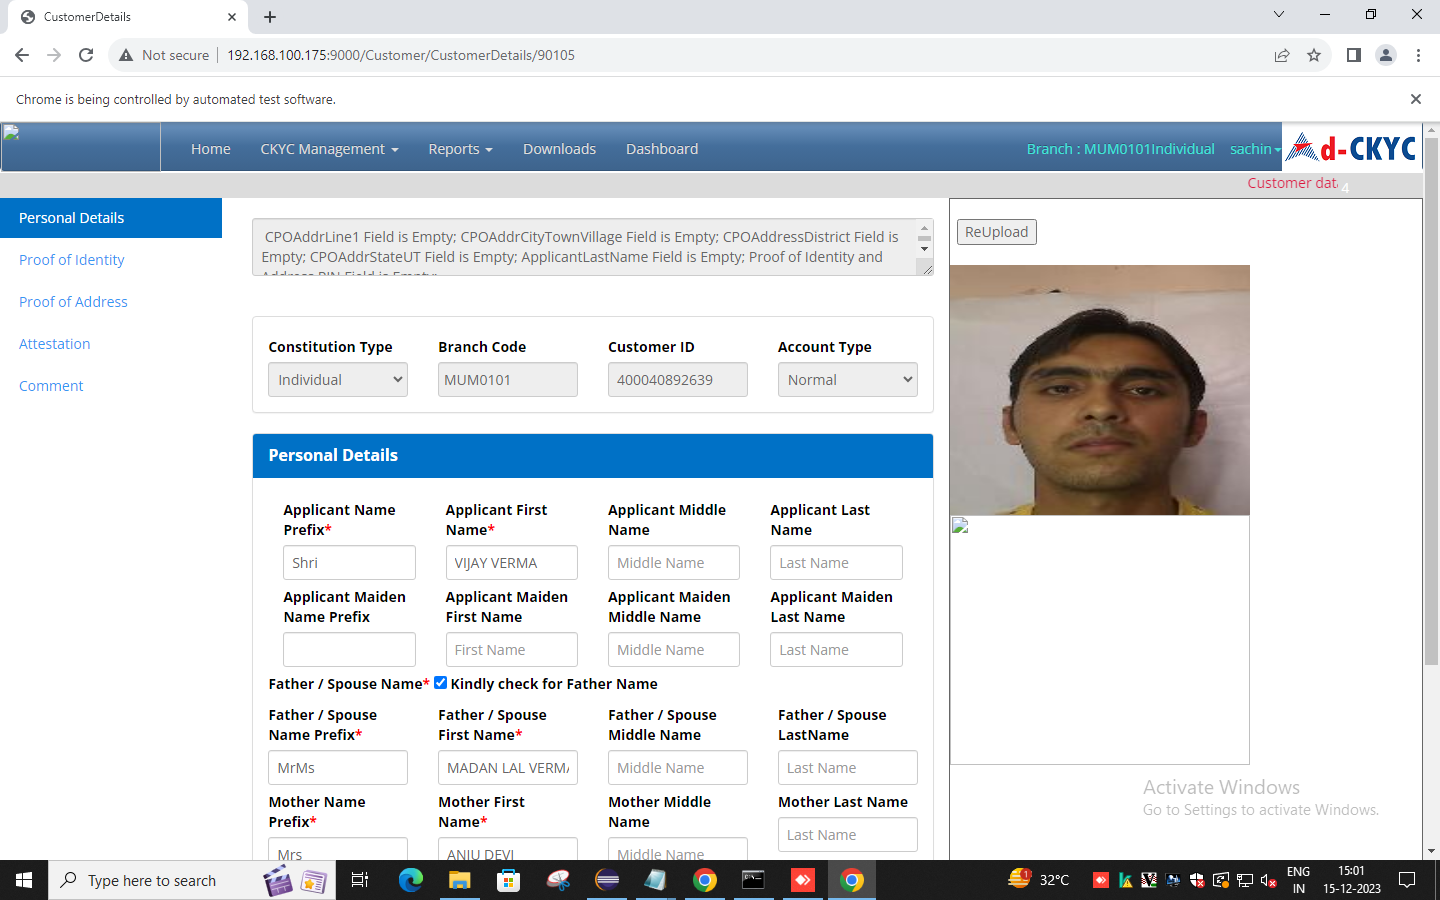 CustomerDetails
Not secure
192.168.100.175:9000/Customer/CustomerDetails/90105
Chrome is being controlled by automated test software.
Home
CKYC Management
Reports
Downloads
Dashboard
Branch : MUM0101Individual
sachin
d-CKYC
Customer dat
4
Personal Details
Proof of Identity
Proof of Address
Attestation
Comment
CPOAddrLine1 Field is Empty; CPOAddrCityTownVillage Field is Empty; CPOAddressDistrict Field is
Empty; CPOAddrStateUT Field is Empty; ApplicantLastName Field is Empty; Proof of Identity and
Address PIN Field is Empty;
ReUpload
Constitution Type
Branch Code
Customer ID
Account Type
Individual
MUM0101
400040892639
Normal
Personal Details
Applicant Name
Prefix*
Applicant First
Name*
Applicant Middle
Name
Applicant Last
Name
Shri
VIJAY VERMA
Middle Name
Last Name
Applicant Maiden
Name Prefix
Applicant Maiden
First Name
Applicant Maiden
Middle Name
Applicant Maiden
Last Name
First Name
Middle Name
Last Name
Father / Spouse Name* Kindly check for Father Name
Father / Spouse
Name Prefix*
Father / Spouse
First Name*
Father / Spouse
Middle Name
Father / Spouse
LastName
MrMs
MADAN LAL VERMA
Middle Name
Last Name
Mother Name
Prefix*
Mother First
Name*
Mother Middle
Name
Mother Last Name
Mrs
ANJU DEVI
Middle Name
Last Name
Activate Windows
Go to Settings to activate Windows.
Type here to search
1
32°C
ENG
IN
15:01
15-12-2023